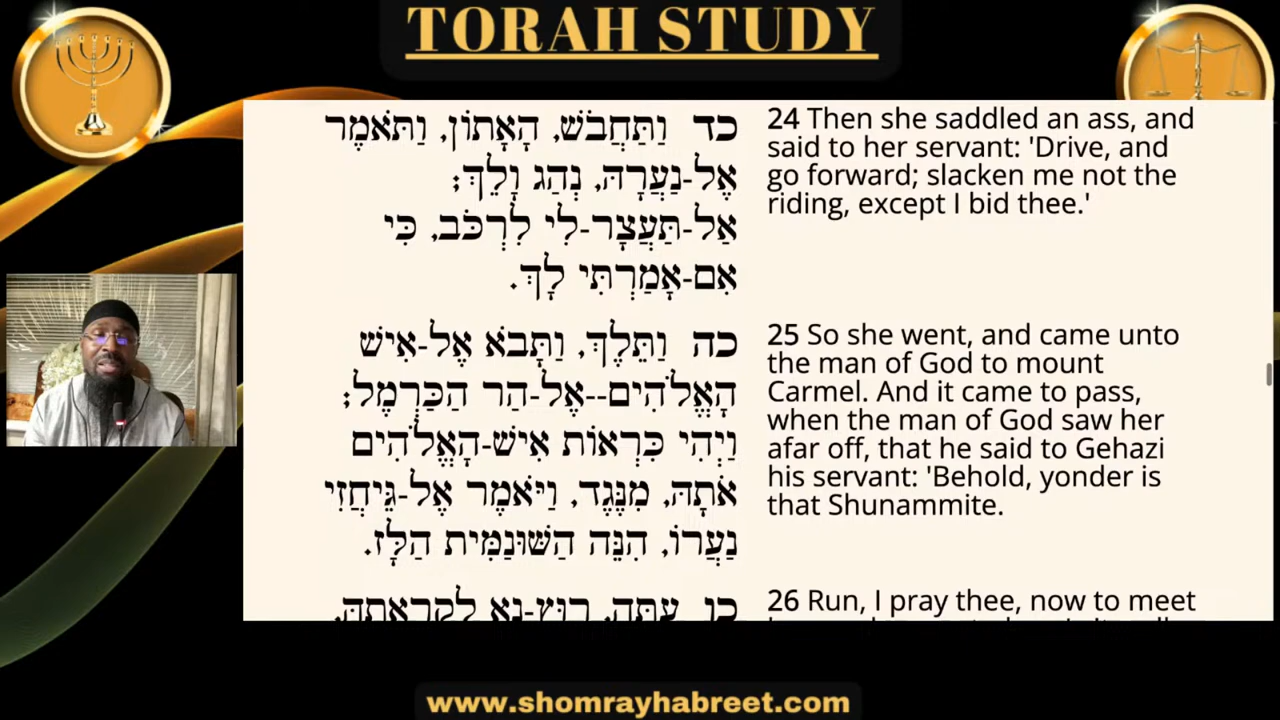 TORAH STUDY
כד וַתַּחֲבֹשׁ, הָאָתוֹן, וַתֹּאמֶר
אֶל-נַעֲרָהּ, נְהַג וָלֵךְ;
אַל-תַּעֲצָר-לִי לִרְכֹּב, כִּי
אִם-אָמַרְתִּי לָךְ.
24 Then she saddled an ass, and
said to her servant: 'Drive, and
go forward; slacken me not the
riding, except I bid thee.'
כה וַתֵּלֶךְ, וַתָּבֹא אֶל-אִישׁ
הָאֱלֹהִים--אֶל-הַר הַכַּרְמֶל;
וַיְהִי כִּרְאוֹת אִישׁ-הָאֱלֹהִים
אֹתָהּ, מִנֶּגֶד, וַיֹּאמֶר אֶל-גֵּיחֲזִי
נַעֲרוֹ, הִנֵּה הַשּׁוּנַמִּית הַלָּז.
25 So she went, and came unto
the man of God to mount
Carmel. And it came to pass,
when the man of God saw her
afar off, that he said to Gehazi
his servant: 'Behold, yonder is
that Shunammite.
כו עַתָּה, רוּץ-נָא לִקְרָאתָהּ,
26 Run, I pray thee, now to meet
www.shomrayhabreet.com